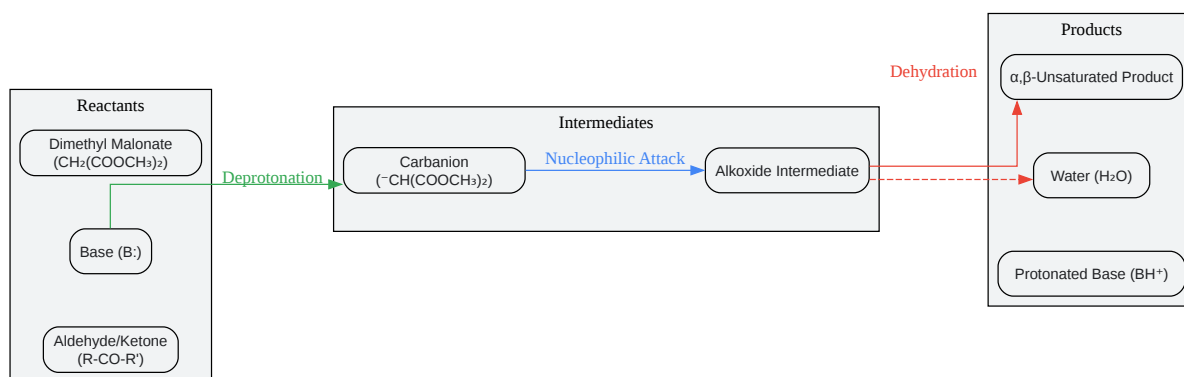 Reactants
Dimethyl Malonate
(CH₂(COOCH₃)₂)
Base (B:)
Aldehyde/Ketone
(R-CO-R')
Deprotonation
Intermediates
Carbanion
(⁻CH(COOCH₃)₂)
Nucleophilic Attack
Alkoxide Intermediate
Dehydration
Products
α,β-Unsaturated Product
Water (H₂O)
Protonated Base (BH⁺)